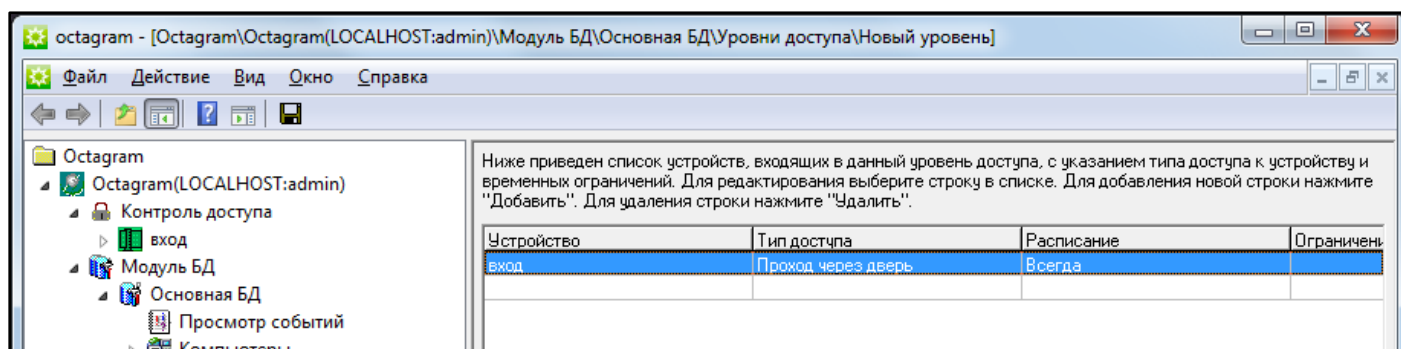 octagram - [Octagram\Octagram(LOCALHOST:admin)\Модуль БД\Основная БД\Уровни доступа\Новый уровень]
Файл Действие Вид Окно Справка
Octagram
Octagram(LOCALHOST:admin)
Контроль доступа
вход
Модуль БД
Основная БД
Просмотр событий
Компьютеры
Ниже приведен список устройств, входящих в данный уровень доступа, с указанием типа доступа к устройству и
временных ограничений. Для редактирования выберите строку в списке. Для добавления новой строки нажмите
"Добавить". Для удаления строки нажмите "Удалить".
Устройство Тип доступа Расписание Ограничени
вход Проход через дверь Всегда